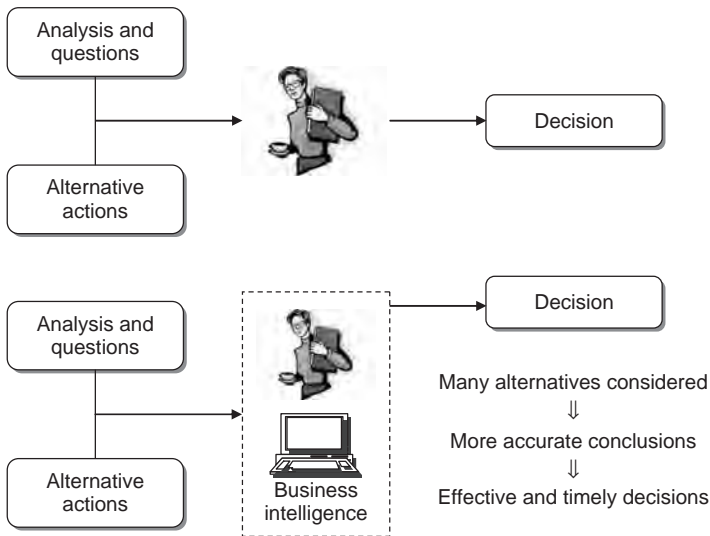 Analysis and
questions
Decision
Alternative
actions
Analysis and
questions
Decision
Many alternatives considered
⇓
More accurate conclusions
⇓
Effective and timely decisions
Alternative
actions
Business
intelligence